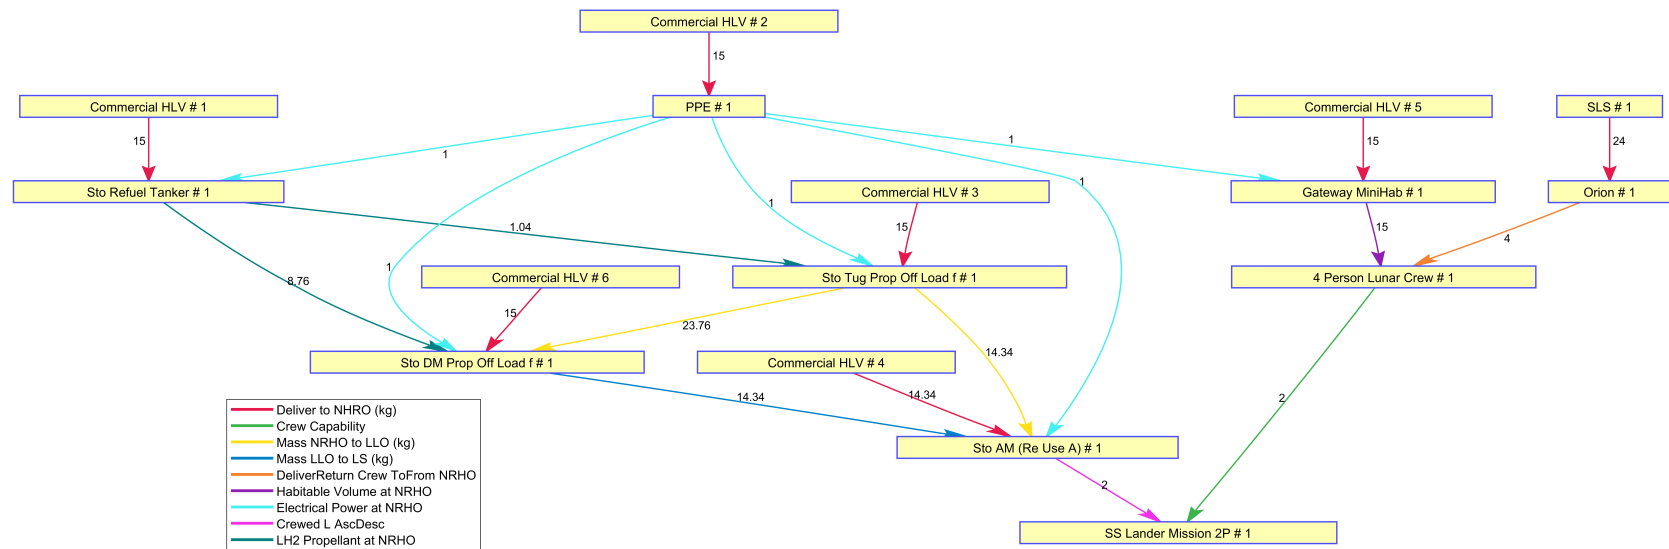 Commercial HLV # 2
15
Commercial HLV # 1
PPE # 1
Commercial HLV # 5
SLS # 1
15
1
1
15
24
1
Sto Refuel Tanker # 1
Commercial HLV # 3
Gateway MiniHab # 1
Orion # 1
1
1.04
15
15
4
Commercial HLV # 6
Sto Tug Prop Off Load f # 1
4 Person Lunar Crew # 1
1
8.76
15
23.76
14.34
Sto DM Prop Off Load f # 1
Commercial HLV # 4
14.34
14.34
2
Deliver to NHRO (kg)
Crew Capability
Mass NRHO to LLO (kg)
Mass LLO to LS (kg)
DeliverReturn Crew ToFrom NRHO
Habitable Volume at NRHO
Electrical Power at NRHO
Crewed L AscDesc
LH2 Propellant at NRHO
Sto AM (Re Use A) # 1
2
SS Lander Mission 2P # 1